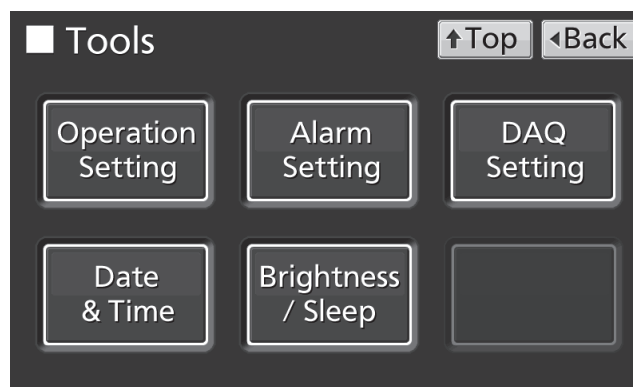 Tools
↑Top ◂Back
Operation
Setting
Alarm
Setting
DAQ
Setting
Date
& Time
Brightness
/ Sleep